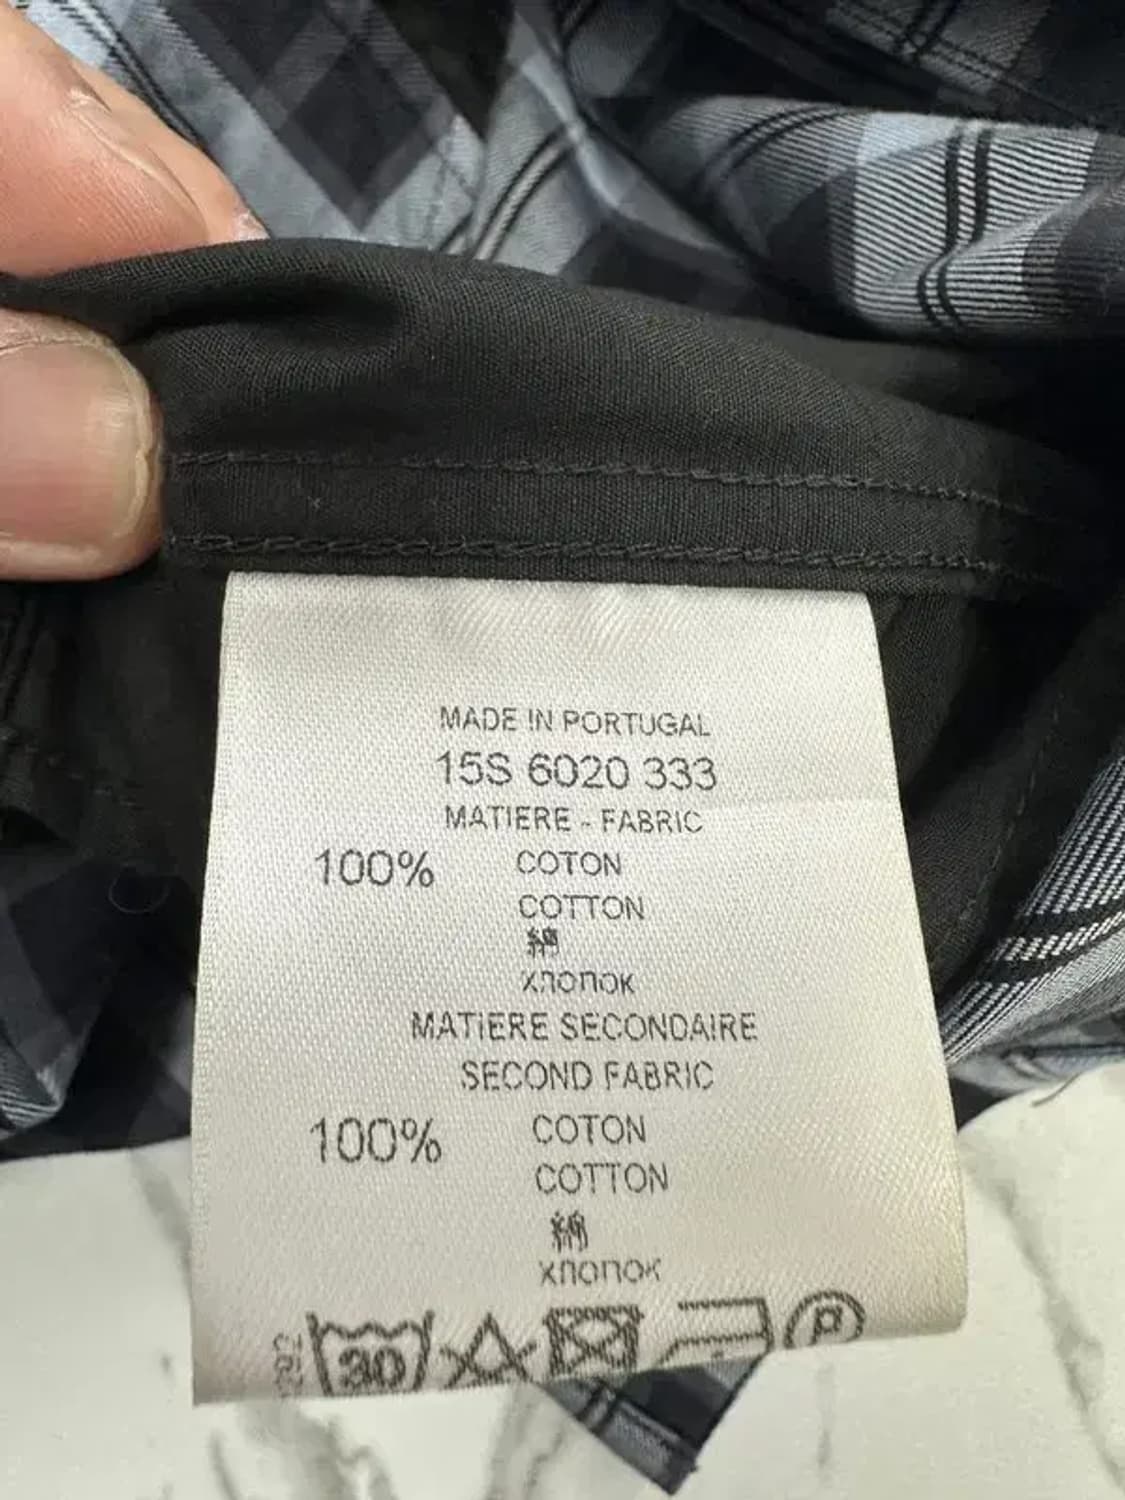 MADE IN PORTUGAL
15S 6020 333
MATIERE - FABRIC
100% COTON
COTTON
綿
хлопок
MATIERE SECONDAIRE
SECOND FABRIC
100% COTON
COTTON
綿
хлопок
30 P